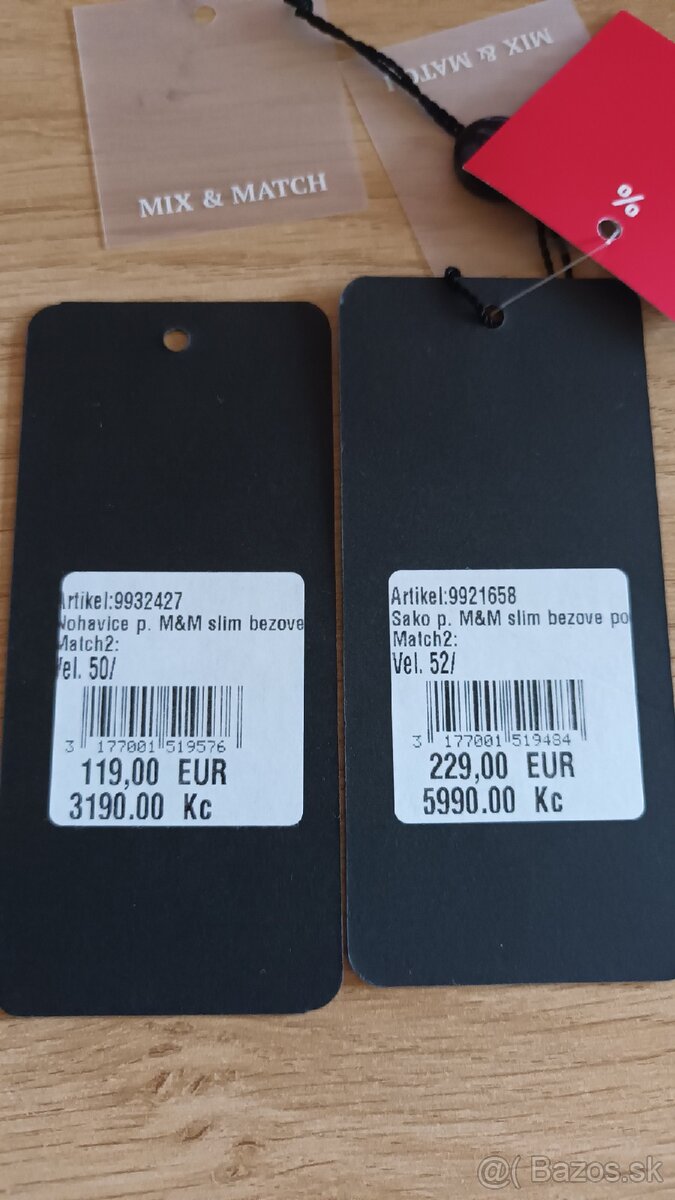 MIX & MATCH
MIX & MATCH
%
Artikel:9932427
Nohavice p. M&M slim bezove
Match2:
Vel. 50/
3 177001 519576
119,00 EUR
3190.00 Kc
Artikel:9921658
Sako p. M&M slim bezove po
Match2:
Vel. 52/
3 177001 519484
229,00 EUR
5990.00 Kc
@( Bazos.sk